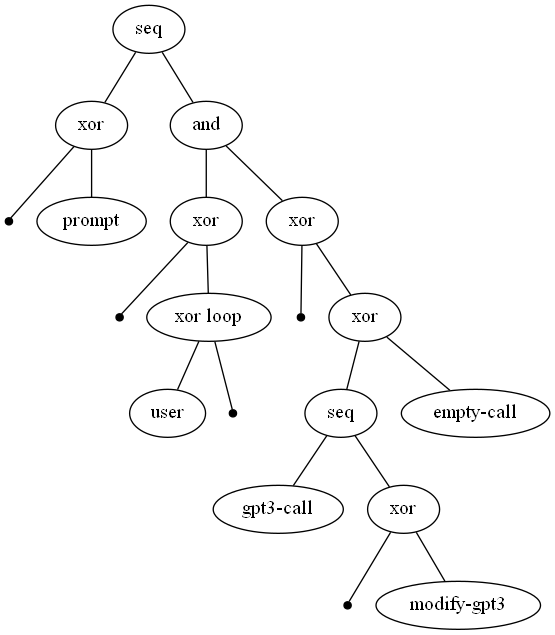 seq
xor
and
prompt
xor
xor
xor loop
xor
user
seq
empty-call
gpt3-call
xor
modify-gpt3